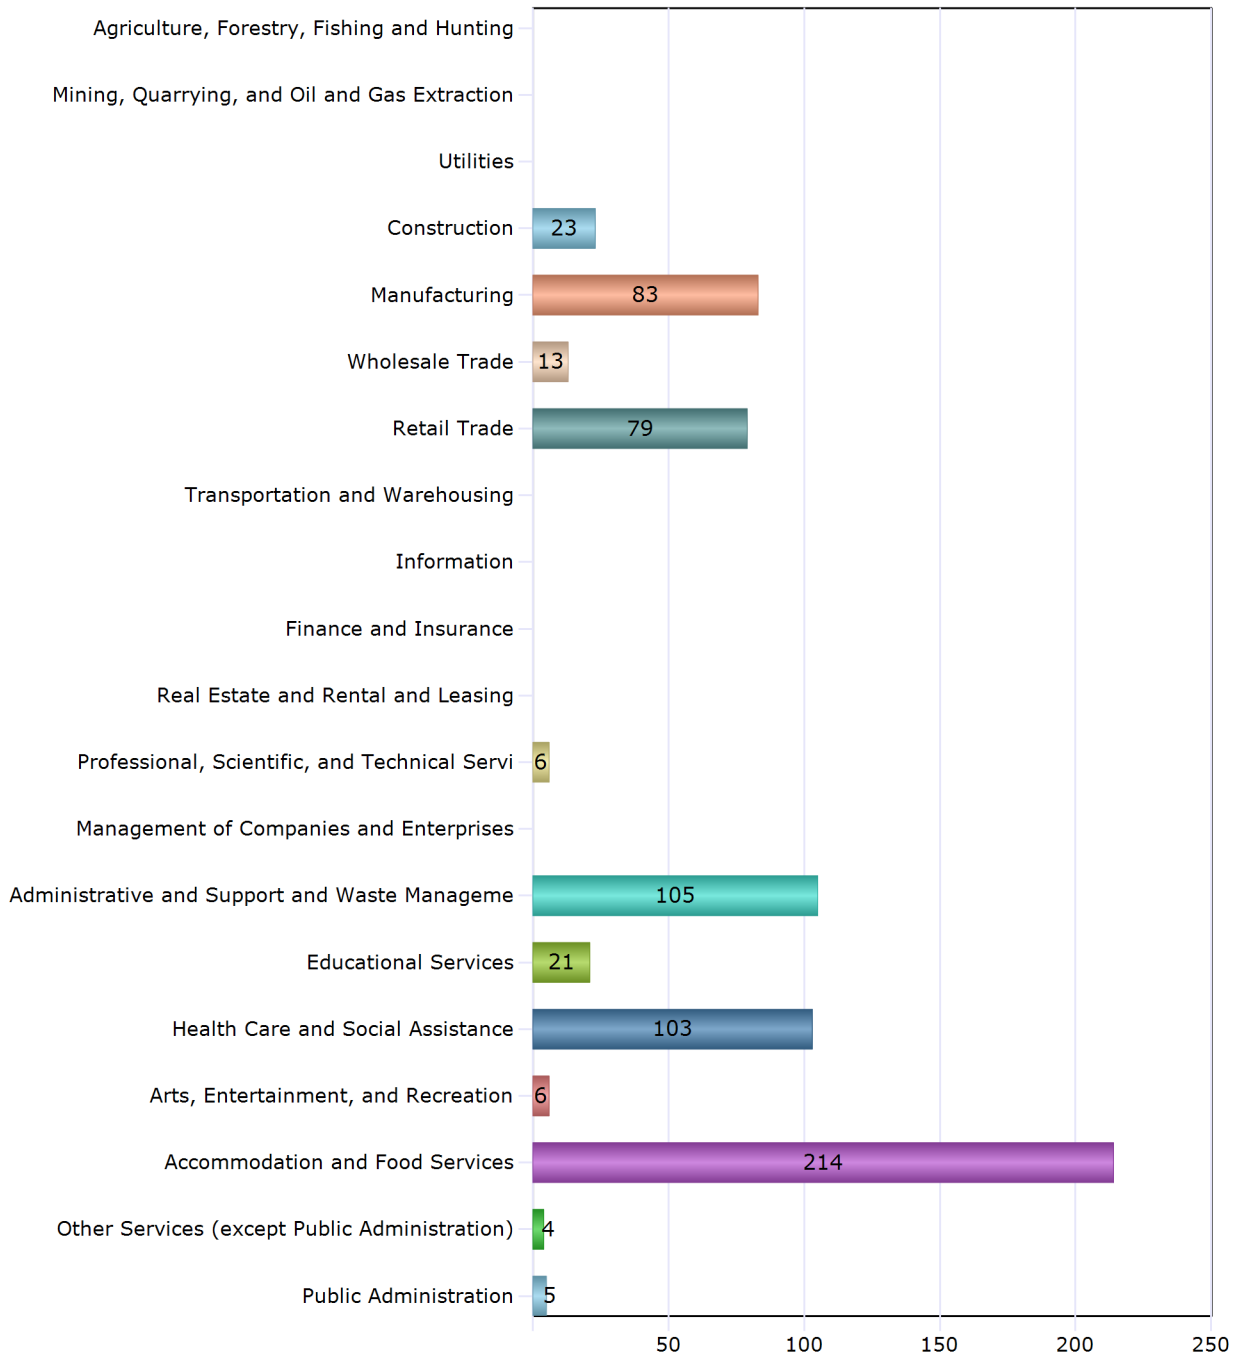 Agriculture, Forestry, Fishing and Hunting
Mining, Quarrying, and Oil and Gas Extraction
Utilities
Construction 23
Manufacturing 83
Wholesale Trade 13
Retail Trade 79
Transportation and Warehousing
Information
Finance and Insurance
Real Estate and Rental and Leasing
Professional, Scientific, and Technical Servi 6
Management of Companies and Enterprises
Administrative and Support and Waste Manageme 105
Educational Services 21
Health Care and Social Assistance 103
Arts, Entertainment, and Recreation 6
Accommodation and Food Services 214
Other Services (except Public Administration) 4
Public Administration 5
50 100 150 200 250